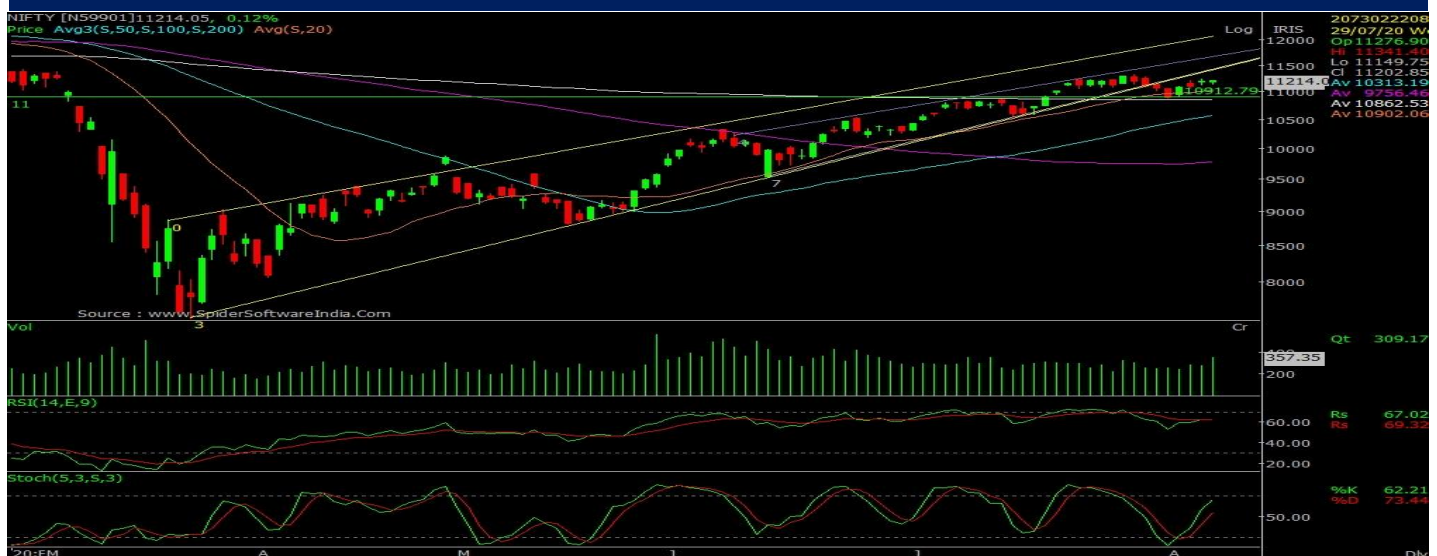 NIFTY [N59901]11214.05, 0.12%
Price Avg3(S,50,S,100,S,200) Avg(S,20)
Log
IRIS
12000
11500
11214.0
11000
10912.79
10500
10000
9500
9000
8500
8000
11
0
3
7
Source : www.SpiderSoftwareIndia.Com
2073022208
29/07/20 We
Op 11276.90
Hi 11341.40
Lo 11149.75
Cl 11202.85
Av 10313.19
Av 9756.46
Av 10862.53
Av 10902.06
Vol
Cr
357.35
200
Qt 309.17
RSI(14,E,9)
60.00
40.00
20.00
Rs 67.02
Rs 69.32
Stoch(5,3,S,3)
50.00
%K 62.21
%D 73.44
20:FM A M J J A Dly